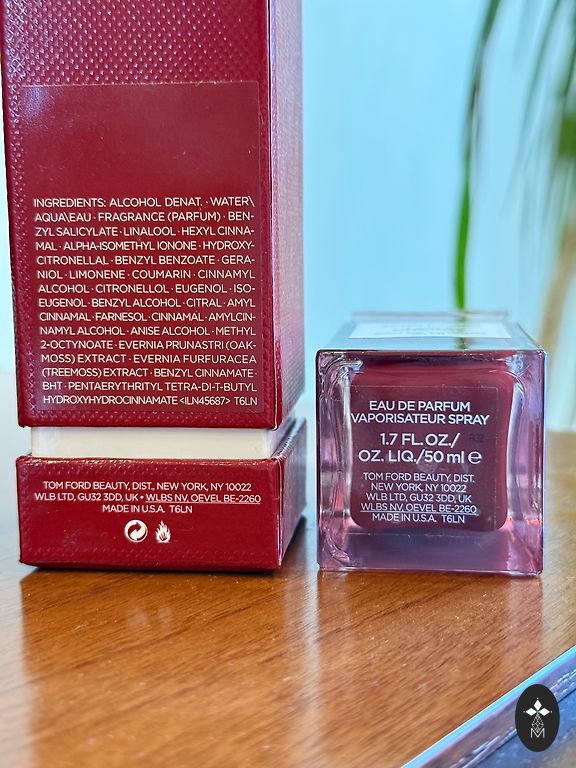 INGREDIENTS: ALCOHOL DENAT. · WATER\
AQUA\EAU · FRAGRANCE (PARFUM) · BEN-
ZYL SALICYLATE · LINALOOL · HEXYL CINNA-
MAL · ALPHA-ISOMETHYL IONONE · HYDROXY-
CITRONELLAL · BENZYL BENZOATE · GERA-
NIOL · LIMONENE · COUMARIN · CINNAMYL
ALCOHOL · CITRONELLOL · EUGENOL · ISO-
EUGENOL · BENZYL ALCOHOL · CITRAL · AMYL
CINNAMAL · FARNESOL · CINNAMAL · AMYLCIN-
NAMYL ALCOHOL · ANISE ALCOHOL · METHYL
2-OCTYNOATE · EVERNIA PRUNASTRI (OAK-
MOSS) EXTRACT · EVERNIA FURFURACEA
(TREEMOSS) EXTRACT · BENZYL CINNAMATE ·
BHT · PENTAERYTHRITYL TETRA-DI-T-BUTYL
HYDROXYHYDROCINNAMATE <ILN45687> T6LN
TOM FORD BEAUTY, DIST., NEW YORK, NY 10022
WLB LTD, GU32 3DD, UK • WLBS NV, OEVEL BE-2260
MADE IN U.S.A. T6LN
EAU DE PARFUM
VAPORISATEUR SPRAY
1.7 FL. OZ./
OZ. LIQ./50 ml ℮
TOM FORD BEAUTY, DIST.
NEW YORK, NY 10022
WLB LTD, GU32 3DD, UK
WLBS NV, OEVEL BE-2260
MADE IN U.S.A. T6LN
M